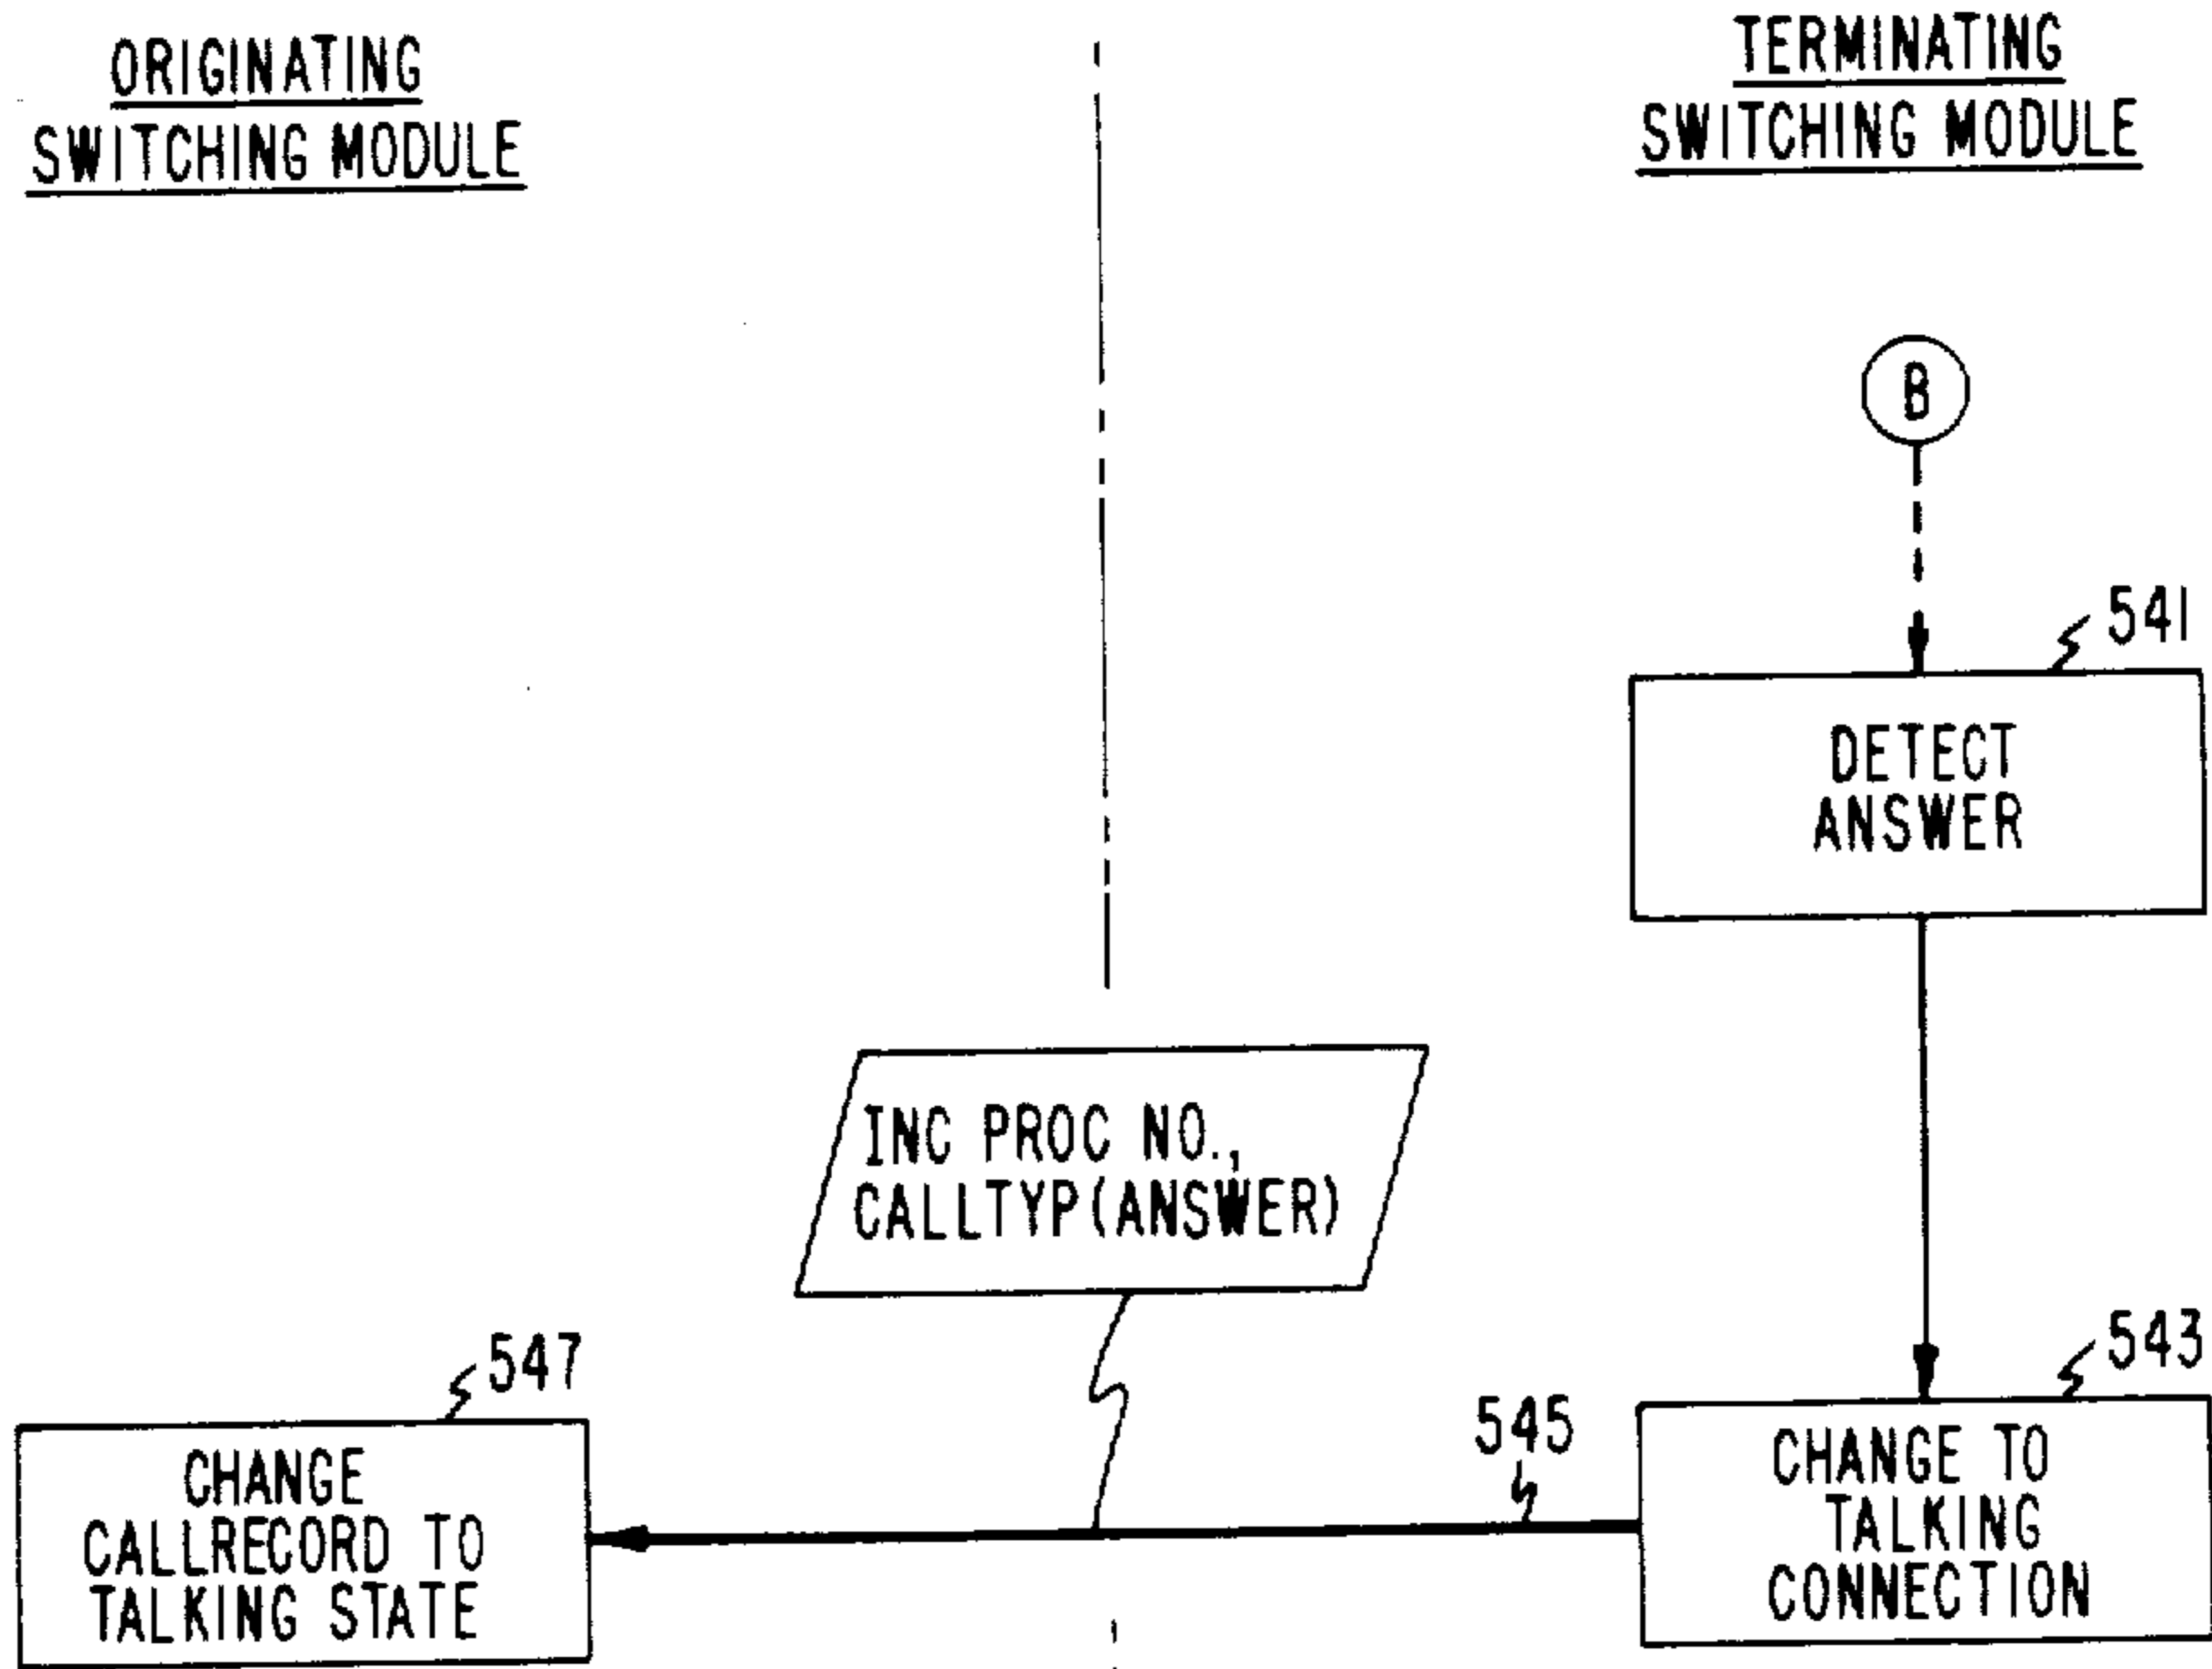 ORIGINATING
SWITCHING MODULE
TERMINATING
SWITCHING MODULE
B
541
DETECT
ANSWER
INC PROC NO.,
CALLTYP(ANSWER)
543
CHANGE TO
TALKING
CONNECTION
545
547
CHANGE
CALLRECORD TO
TALKING STATE